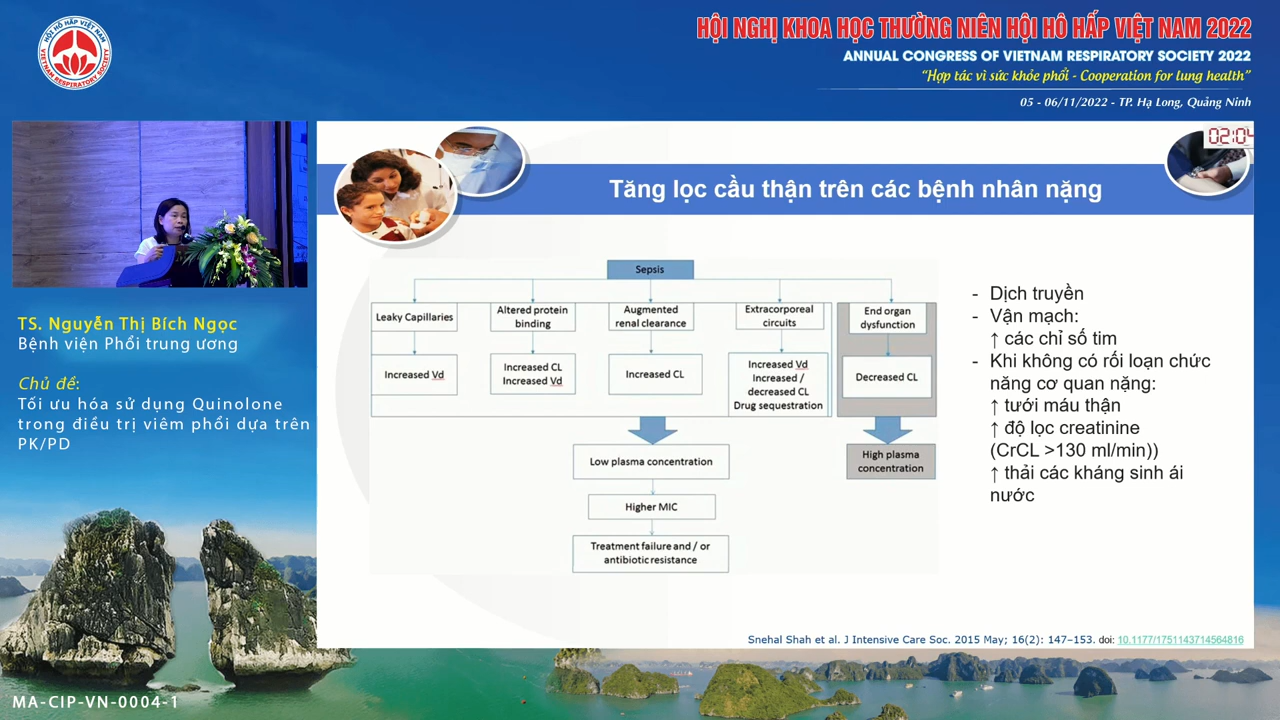 HỘI HÔ HẤP VIỆT NAM
VIETNAM RESPIRATORY SOCIETY
HỘI NGHỊ KHOA HỌC THƯỜNG NIÊN HỘI HÔ HẤP VIỆT NAM 2022
ANNUAL CONGRESS OF VIETNAM RESPIRATORY SOCIETY 2022
“Hợp tác vì sức khỏe phổi - Cooperation for lung health”
05 - 06/11/2022 - TP. Hạ Long, Quảng Ninh
02:04
Tăng lọc cầu thận trên các bệnh nhân nặng
TS. Nguyễn Thị Bích Ngọc
Bệnh viện Phổi trung ương
Chủ đề:
Tối ưu hóa sử dụng Quinolone
trong điều trị viêm phổi dựa trên
PK/PD
Sepsis
Leaky Capillaries
Altered protein
binding
Augmented
renal clearance
Extracorporeal
circuits
End organ
dysfunction
Increased Vd
Increased CL
Increased Vd
Increased CL
Increased Vd
Increased /
decreased CL
Drug sequestration
Decreased CL
Low plasma concentration
High plasma
concentration
Higher MIC
Treatment failure and / or
antibiotic resistance
- Dịch truyền
- Vận mạch:
↑ các chỉ số tim
- Khi không có rối loạn chức
năng cơ quan nặng:
↑ tưới máu thận
↑ độ lọc creatinine
(CrCL >130 ml/min))
↑ thải các kháng sinh ái
nước
Snehal Shah et al. J Intensive Care Soc. 2015 May; 16(2): 147–153. doi: 10.1177/1751143714564816
MA-CIP-VN-0004-1